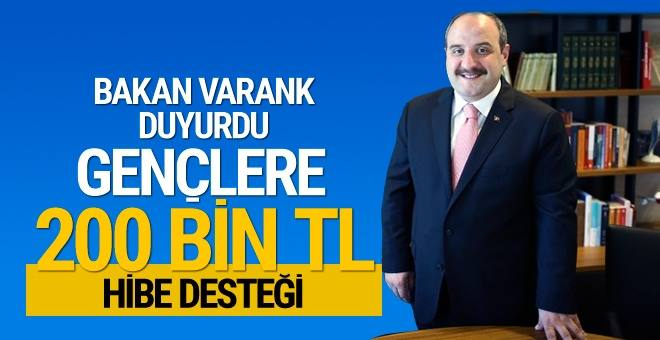 BAKAN VARANK
DUYURDU
GENÇLERE
200 BİN TL
HİBE DESTEĞİ